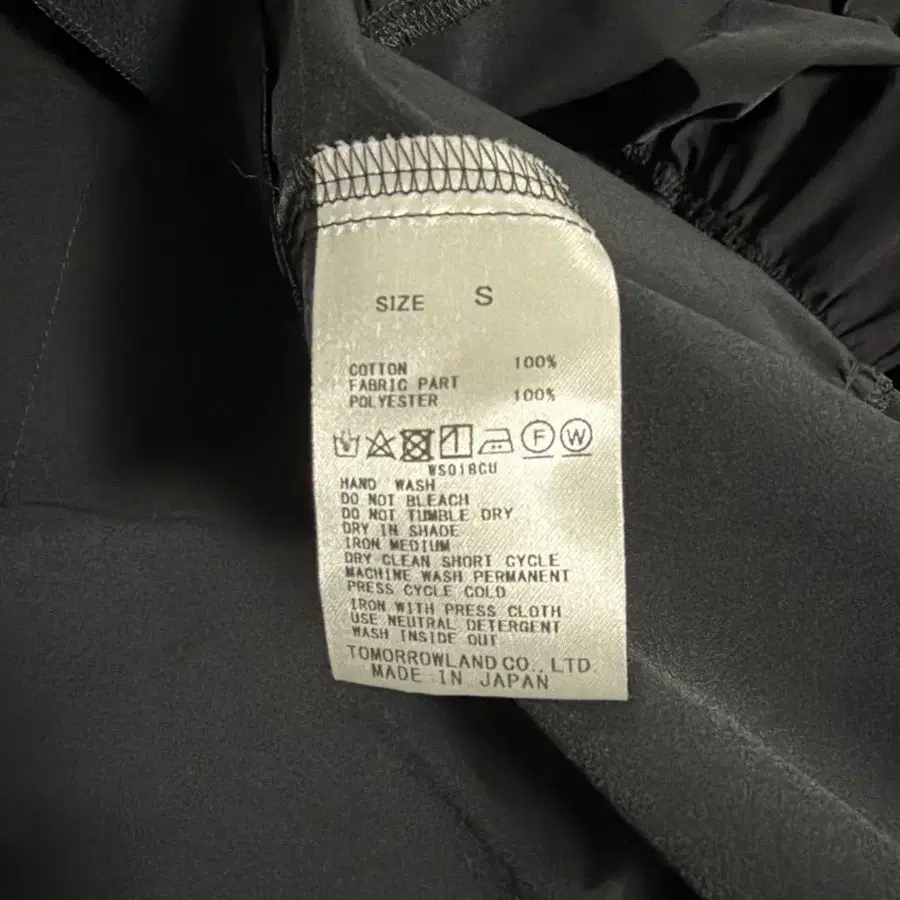 SIZE S
COTTON 100%
FABRIC PART
POLYESTER 100%
F W
WS018CU
HAND WASH
DO NOT BLEACH
DO NOT TUMBLE DRY
DRY IN SHADE
IRON MEDIUM
DRY CLEAN SHORT CYCLE
MACHINE WASH PERMANENT
PRESS CYCLE COLD
IRON WITH PRESS CLOTH
USE NEUTRAL DETERGENT
WASH INSIDE OUT
TOMORROWLAND CO., LTD
MADE IN JAPAN